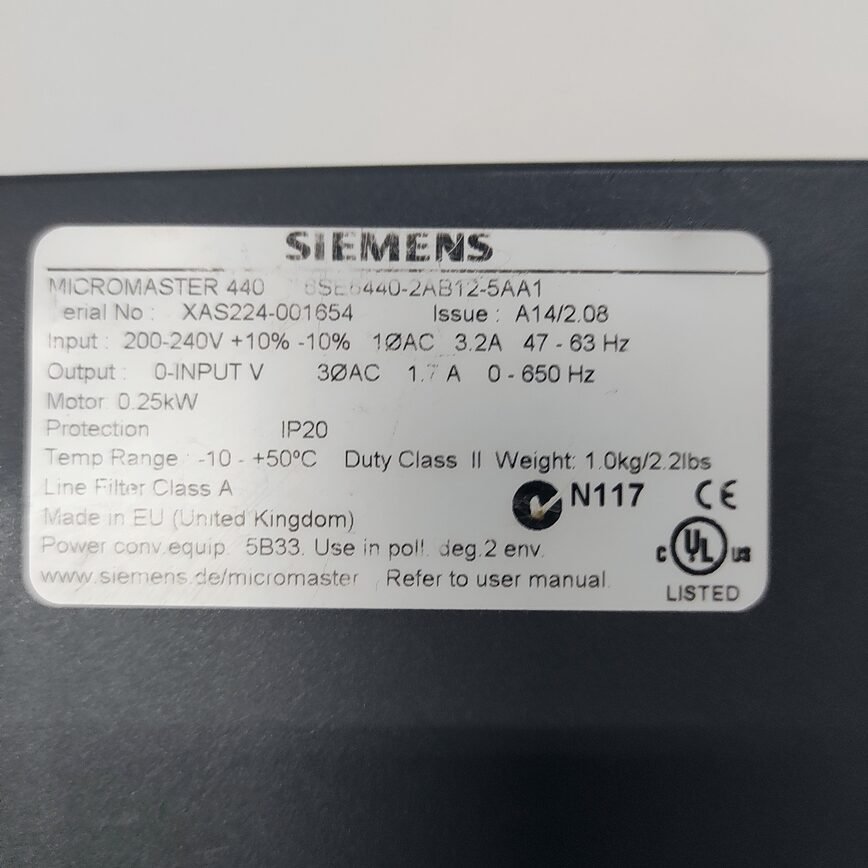 SIEMENS
MICROMASTER 440 6SE6440-2AB12-5AA1
erial No : XAS224-001654 Issue : A14/2.08
Input : 200-240V +10% -10% 1ØAC 3.2A 47 - 63 Hz
Output : 0-INPUT V 3ØAC 1.7 A 0 - 650 Hz
Motor 0.25kW
Protection IP20
Temp Range -10 - +50ºC Duty Class II Weight: 1.0kg/2.2lbs
Line Filter Class A
N117 CE
Made in EU (United Kingdom)
Power conv.equip. 5B33. Use in poll. deg.2 env.
c UL us
www.siemens.de/micromaster Refer to user manual
LISTED